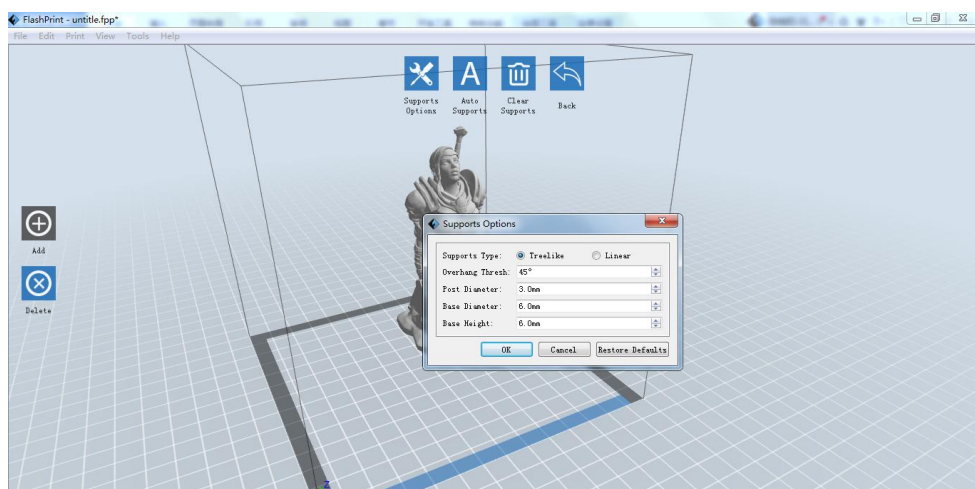 FlashPrint - untitle.fpp*
File Edit Print View Tools Help
Supports Options
Auto Supports
Clear Supports
Back
Add
Delete
Supports Options
Supports Type: Treelike Linear
Overhang Thresh: 45°
Post Diameter: 3.0mm
Base Diameter: 6.0mm
Base Height: 6.0mm
OK Cancel Restore Defaults
Z